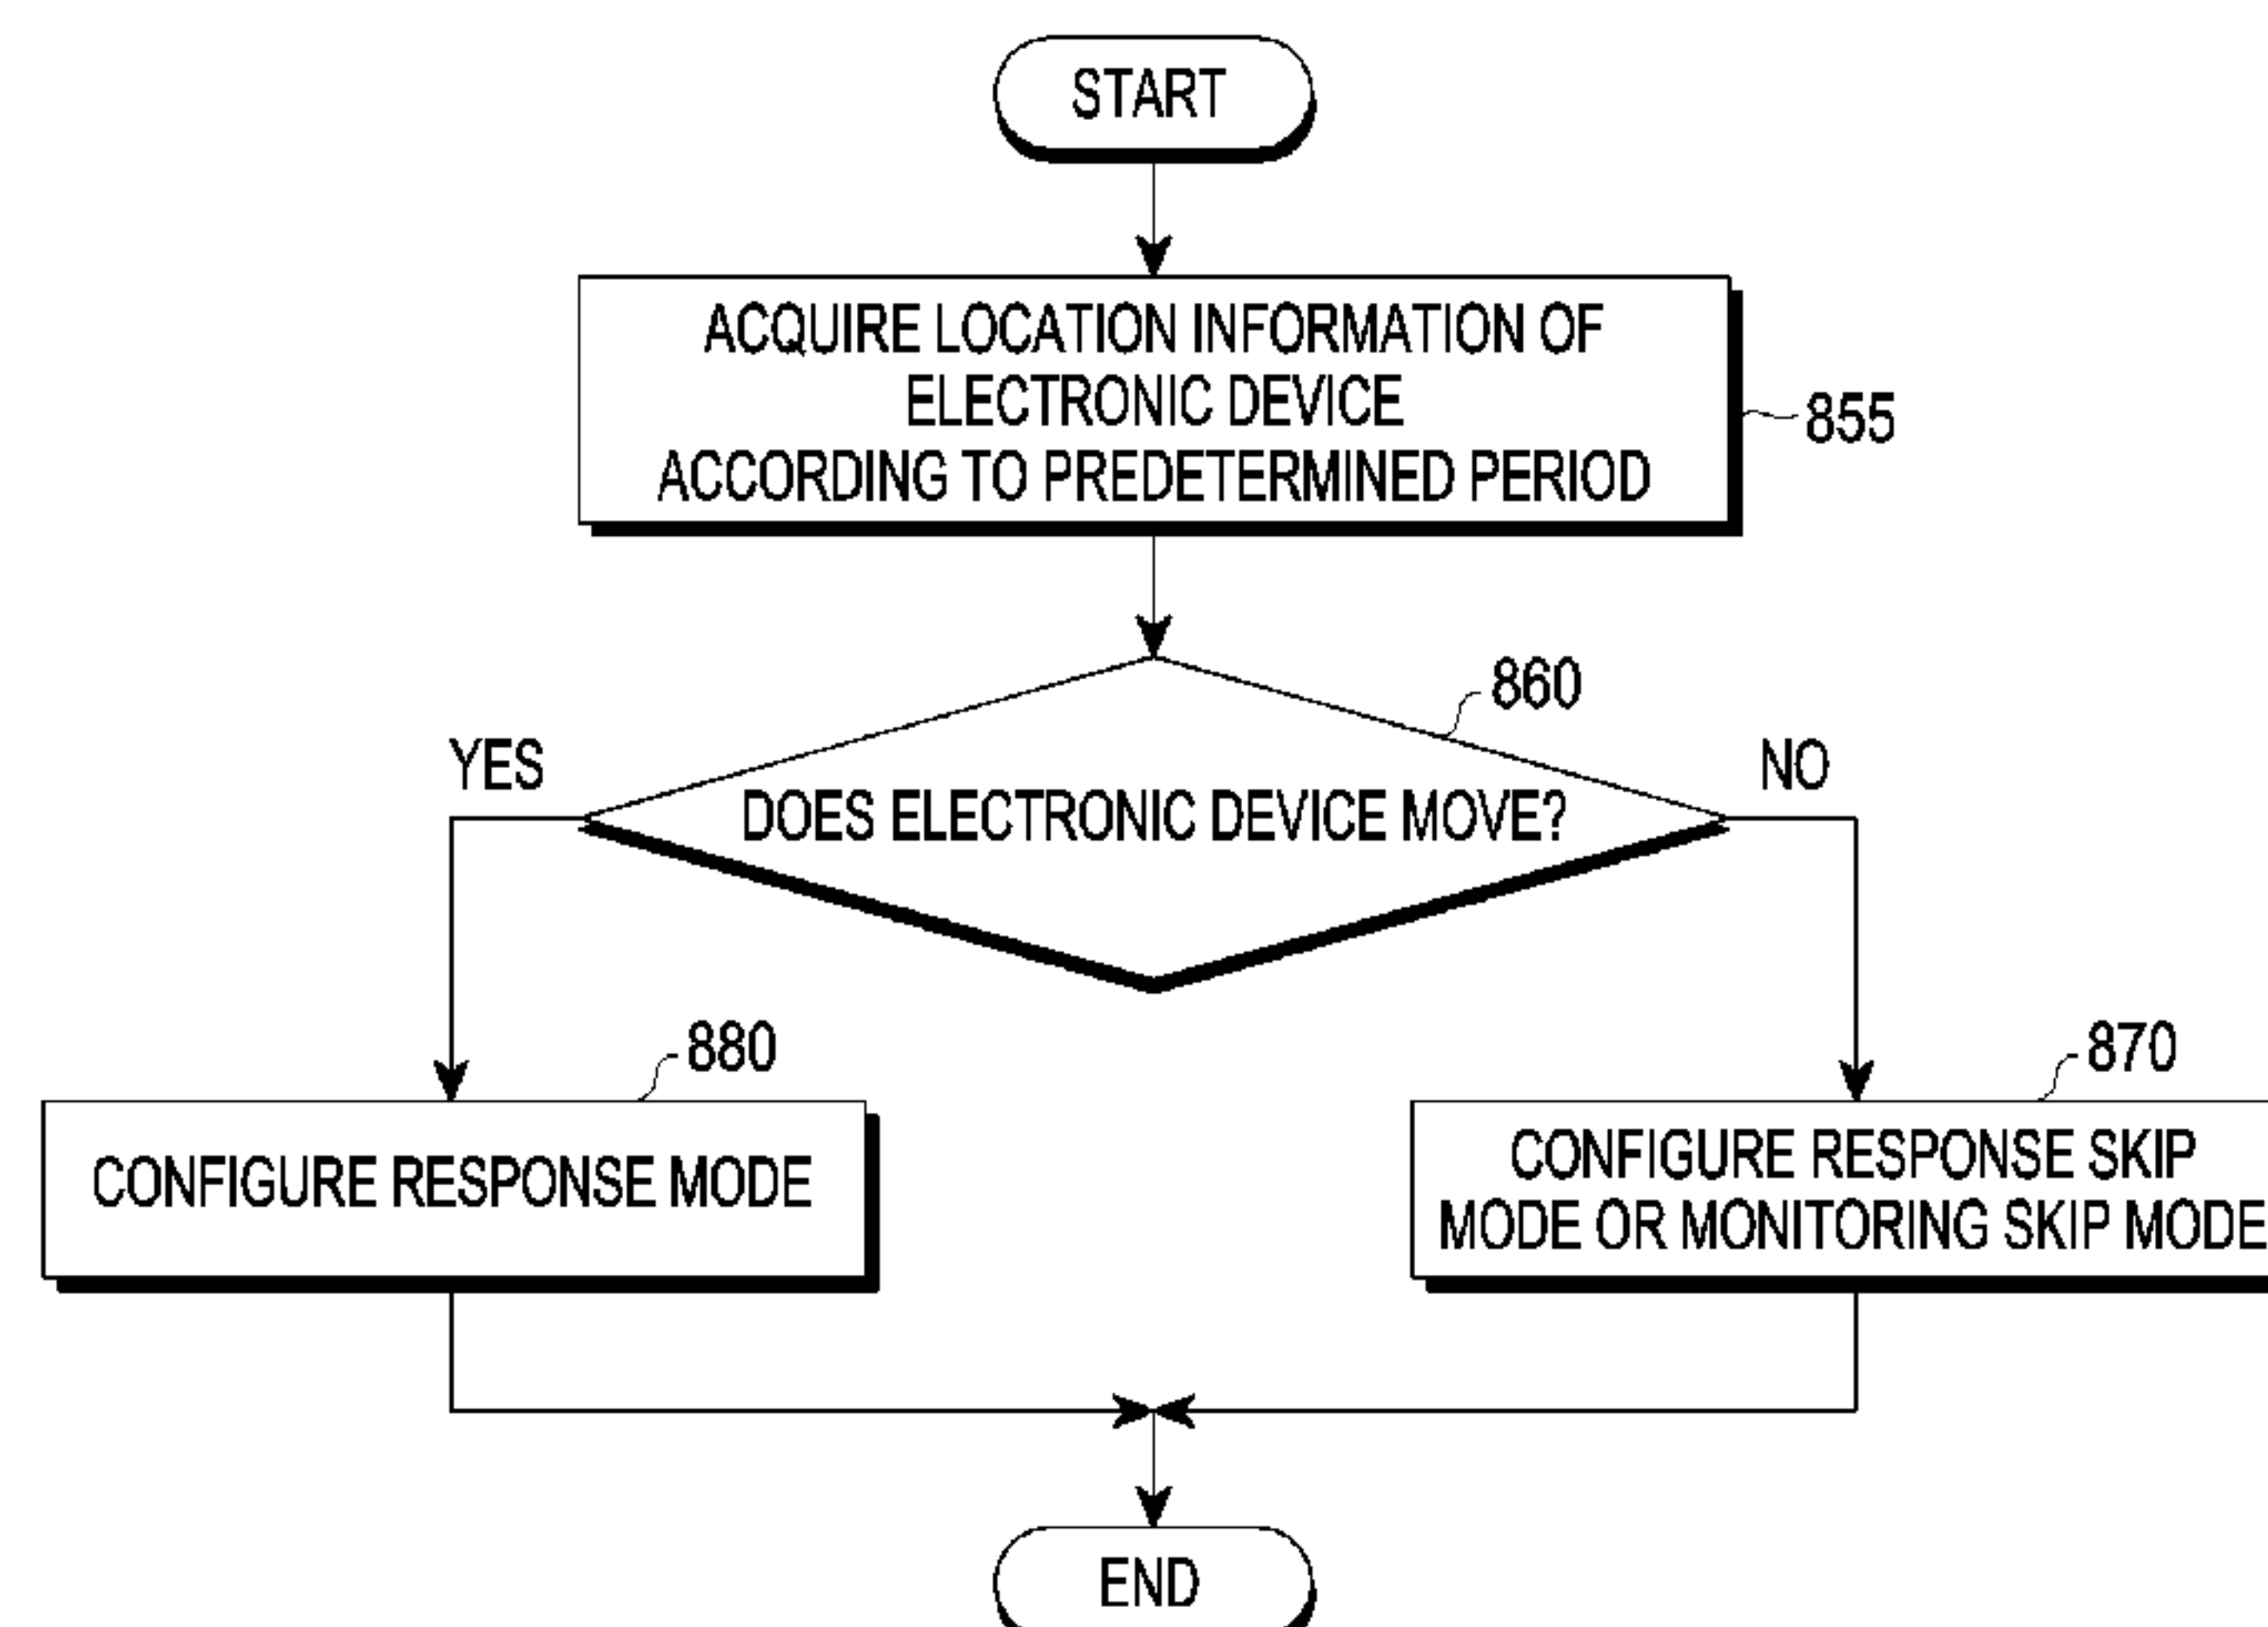 START
ACQUIRE LOCATION INFORMATION OF
ELECTRONIC DEVICE
ACCORDING TO PREDETERMINED PERIOD
855
860
YES
NO
DOES ELECTRONIC DEVICE MOVE?
880
870
CONFIGURE RESPONSE MODE
CONFIGURE RESPONSE SKIP
MODE OR MONITORING SKIP MODE
END